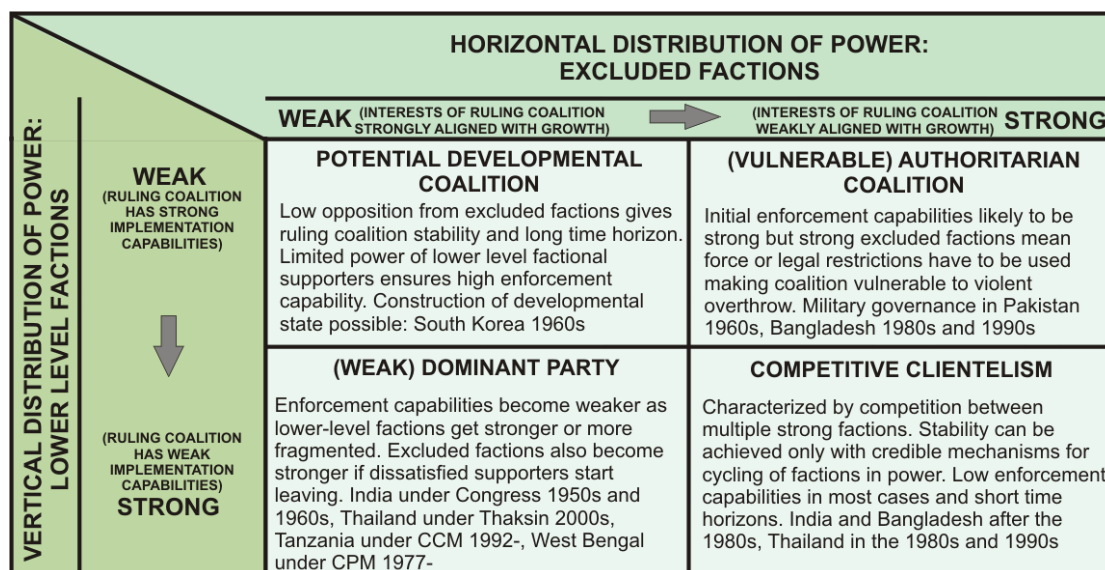 HORIZONTAL DISTRIBUTION OF POWER:
EXCLUDED FACTIONS
WEAK (INTERESTS OF RULING COALITION
STRONGLY ALIGNED WITH GROWTH)
(INTERESTS OF RULING COALITION
WEAKLY ALIGNED WITH GROWTH) STRONG
VERTICAL DISTRIBUTION OF POWER:
LOWER LEVEL FACTIONS
WEAK
(RULING COALITION
HAS STRONG
IMPLEMENTATION
CAPABILITIES)
POTENTIAL DEVELOPMENTAL
COALITION
Low opposition from excluded factions gives
ruling coalition stability and long time horizon.
Limited power of lower level factional
supporters ensures high enforcement
capability. Construction of developmental
state possible: South Korea 1960s
(VULNERABLE) AUTHORITARIAN
COALITION
Initial enforcement capabilities likely to be
strong but strong excluded factions mean
force or legal restrictions have to be used
making coalition vulnerable to violent
overthrow. Military governance in Pakistan
1960s, Bangladesh 1980s and 1990s
(RULING COALITION
HAS WEAK
IMPLEMENTATION
CAPABILITIES)
STRONG
(WEAK) DOMINANT PARTY
Enforcement capabilities become weaker as
lower-level factions get stronger or more
fragmented. Excluded factions also become
stronger if dissatisfied supporters start
leaving. India under Congress 1950s and
1960s, Thailand under Thaksin 2000s,
Tanzania under CCM 1992-, West Bengal
under CPM 1977-
COMPETITIVE CLIENTELISM
Characterized by competition between
multiple strong factions. Stability can be
achieved only with credible mechanisms for
cycling of factions in power. Low enforcement
capabilities in most cases and short time
horizons. India and Bangladesh after the
1980s, Thailand in the 1980s and 1990s